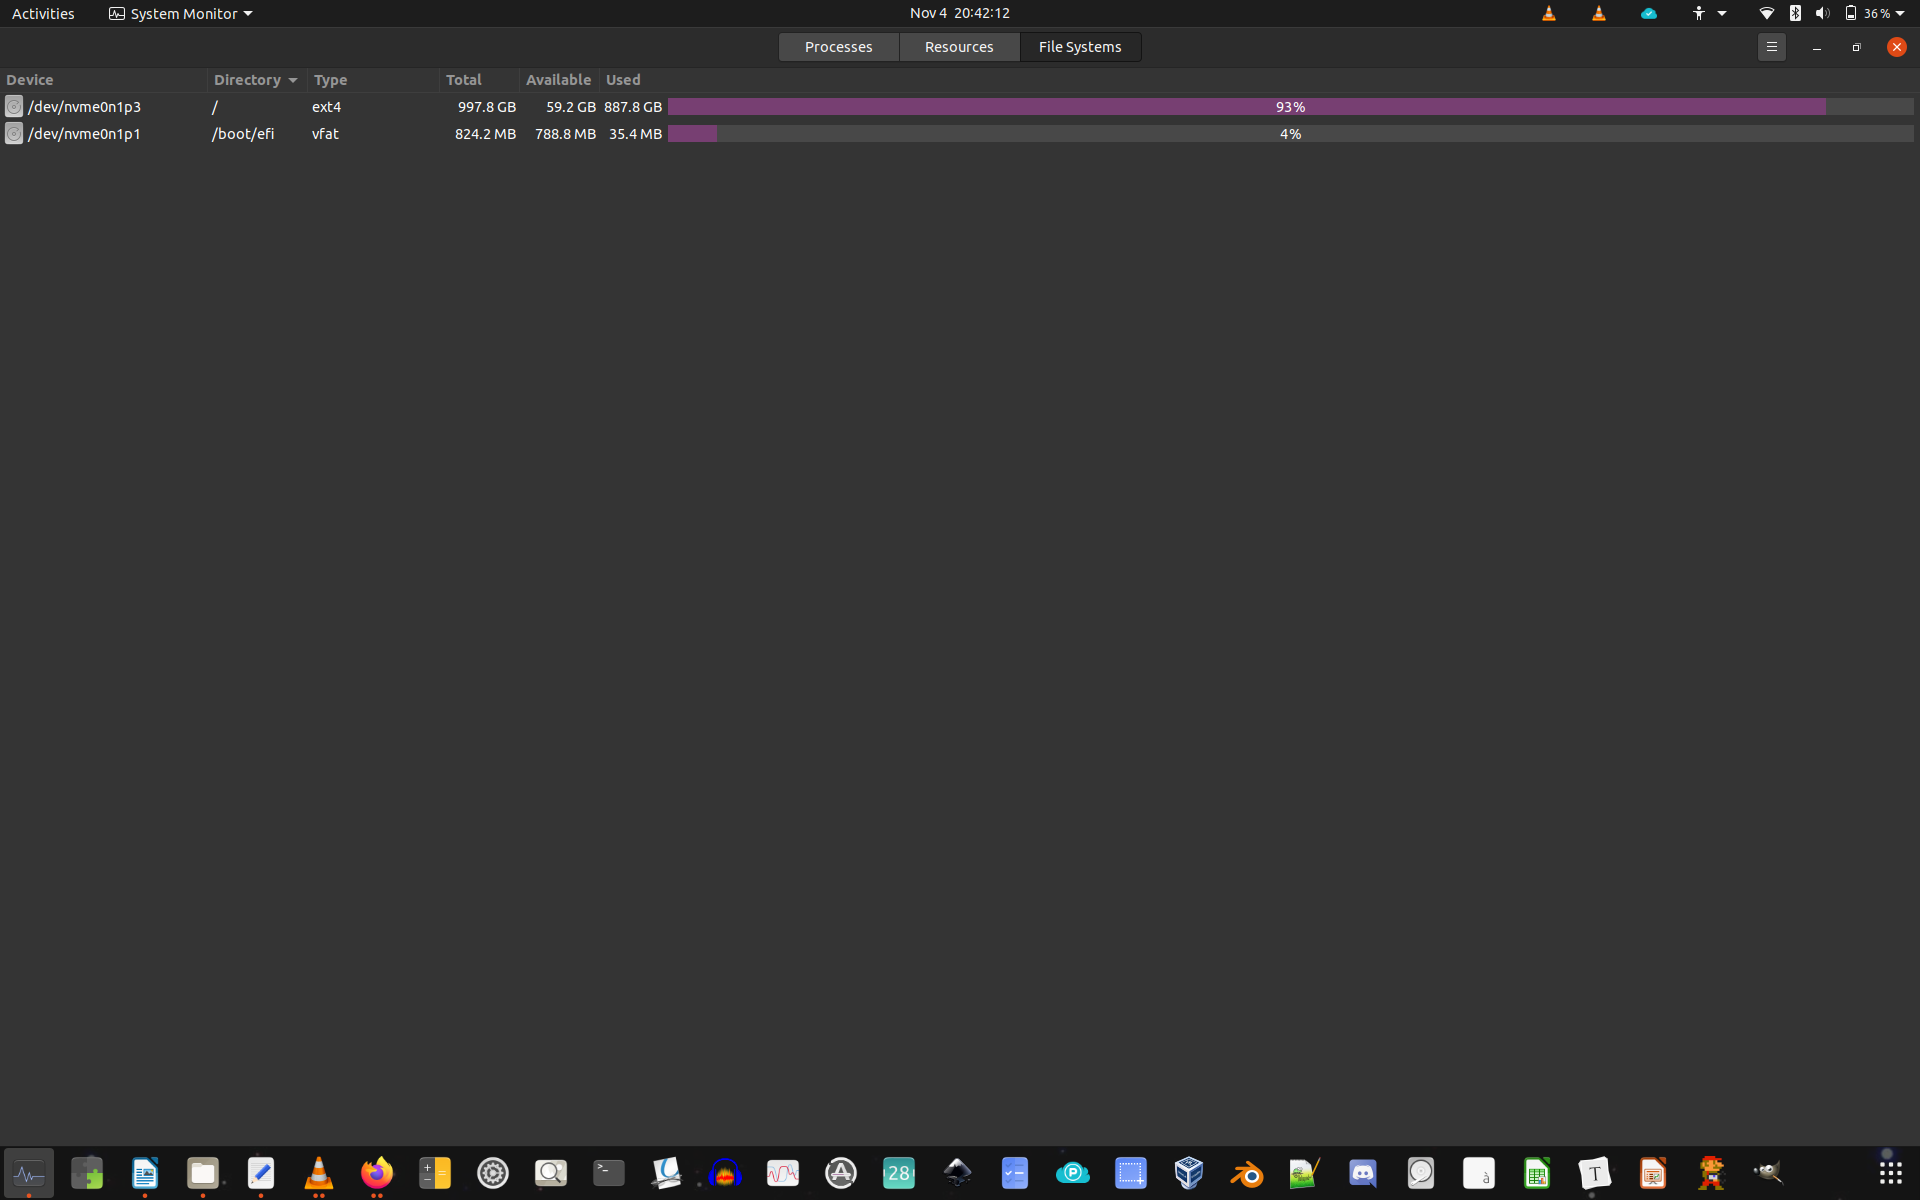 Activities System Monitor Nov 4 20:42:12 36 %
Processes Resources File Systems
Device Directory Type Total Available Used
/dev/nvme0n1p3 / ext4 997.8 GB 59.2 GB 887.8 GB 93%
/dev/nvme0n1p1 /boot/efi vfat 824.2 MB 788.8 MB 35.4 MB 4%
>_ 28 P T à